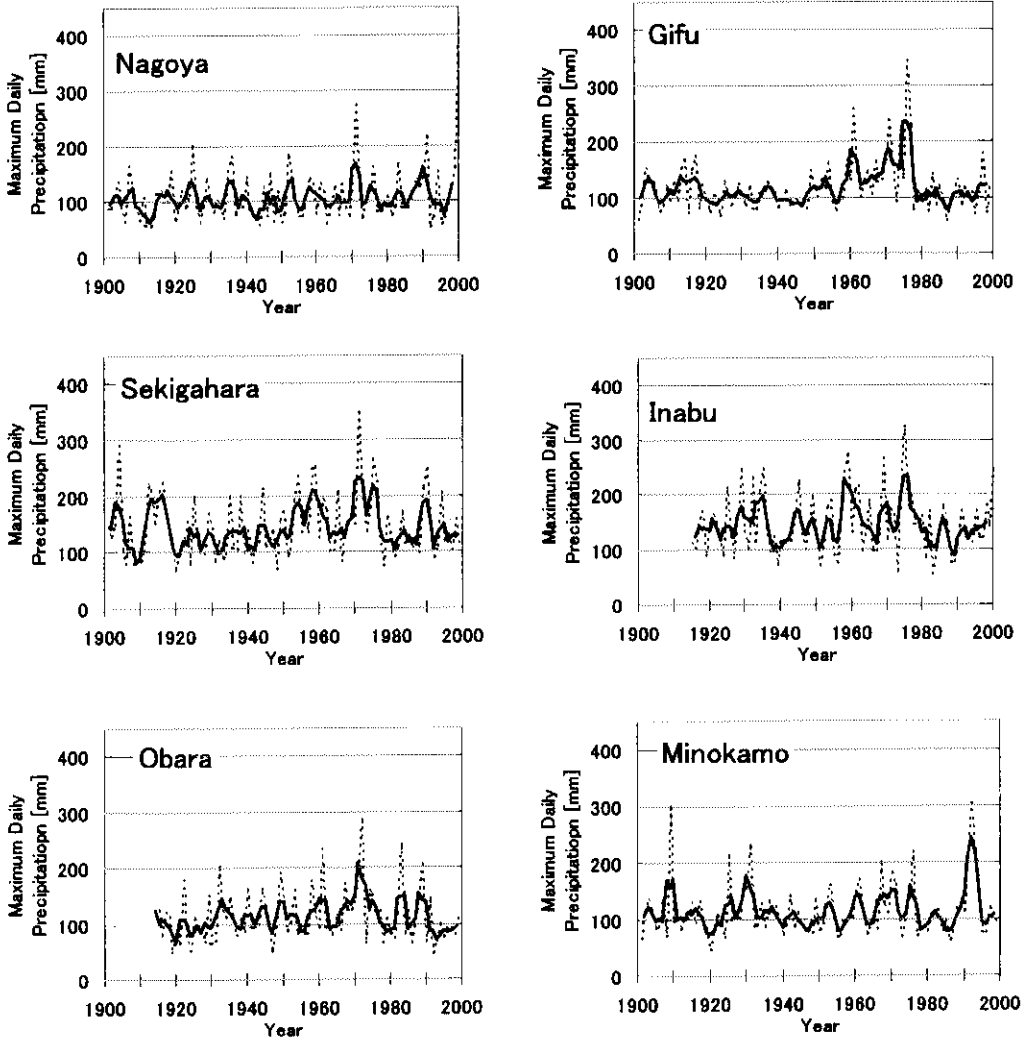 Nagoya
Maximum Daily
Precipitatiopn [mm]
400
300
200
100
0
1900 1920 1940 1960 1980 2000
Year
Gifu
Maximum Daily
Precipitatiopn [mm]
400
300
200
100
0
1900 1920 1940 1960 1980 2000
Year
Sekigahara
Maximum Daily
Precipitatiopn [mm]
400
300
200
100
0
1900 1920 1940 1960 1980 2000
Year
Inabu
Maximum Daily
Precipitatiopn [mm]
400
300
200
100
0
1900 1920 1940 1960 1980 2000
Year
Obara
Maximum Daily
Precipitatiopn [mm]
400
300
200
100
0
1900 1920 1940 1960 1980 2000
Year
Minokamo
Maximum Daily
Precipitatiopn [mm]
400
300
200
100
0
1900 1920 1940 1960 1980 2000
Year